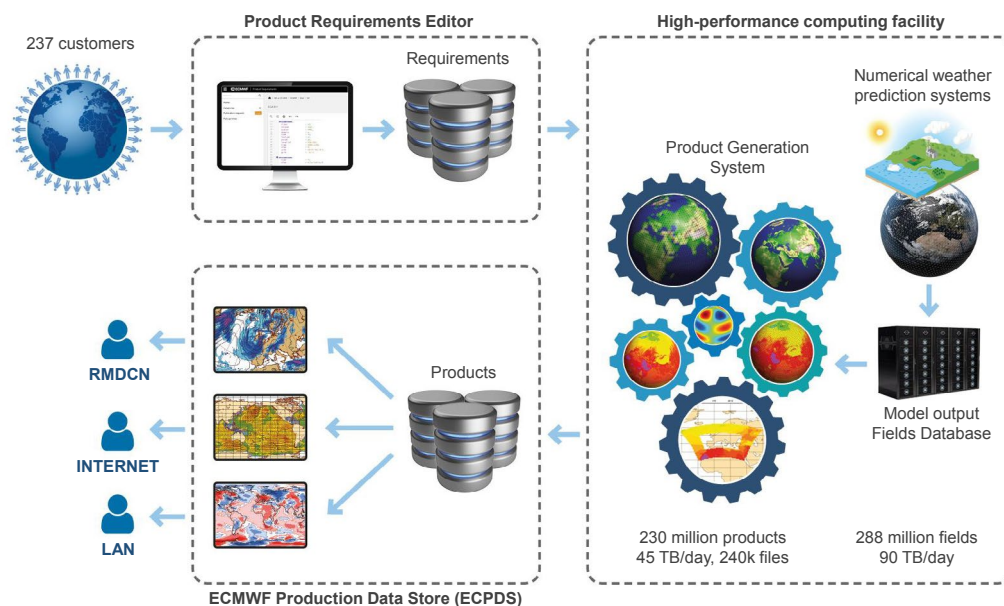 Product Requirements Editor
High-performance computing facility
237 customers
Requirements
ECMWF
Numerical weather
prediction systems
Product Generation
System
Products
RMDCN
INTERNET
LAN
Model output
Fields Database
230 million products
45 TB/day, 240k files
288 million fields
90 TB/day
ECMWF Production Data Store (ECPDS)